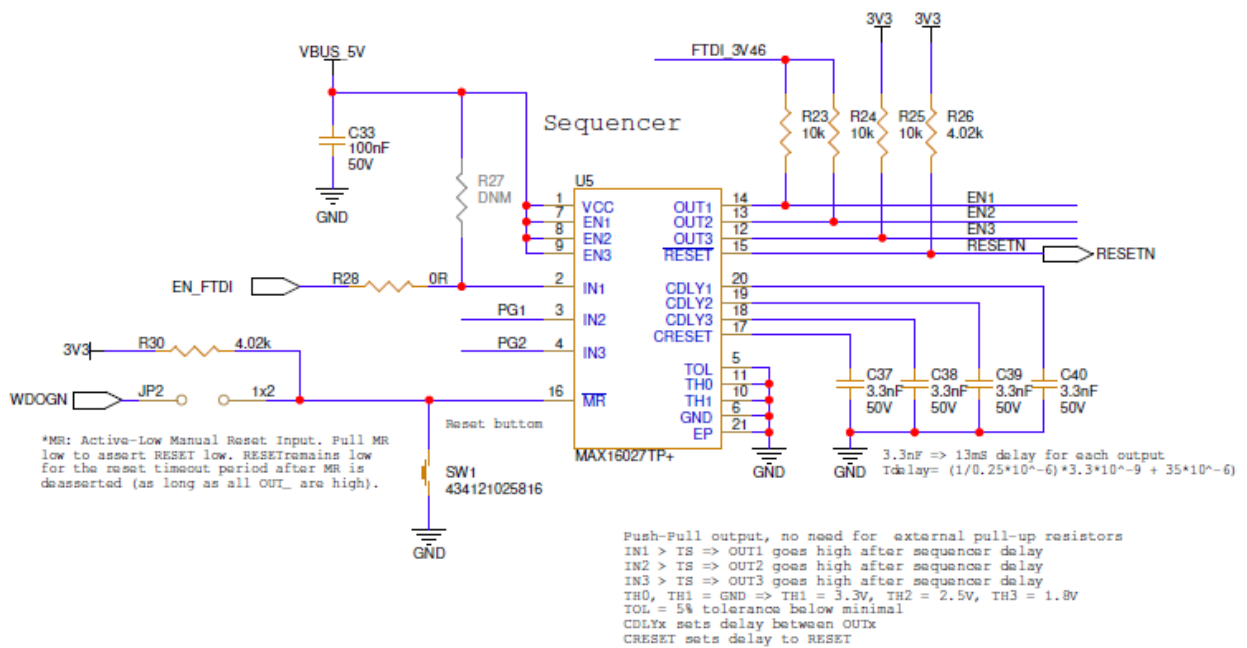 3V3 3V3
VBUS_5V
FTDI_3V46
C33
100nF
50V
GND
Sequencer
R23
10k
R24
10k
R25
10k
R26
4.02k
R27
DNM
U5
1 VCC
7 EN1
8 EN2
9 EN3
2 IN1
3 IN2
4 IN3
16 MR
OUT1 14
OUT2 13
OUT3 12
RESET 15
CDLY1 20
CDLY2 19
CDLY3 18
CRESET 17
TOL 5
TH0 11
TH1 10
GND 6
EP 21
MAX16027TP+
EN1
EN2
EN3
RESETN
RESETN
EN_FTDI
R28 0R
PG1
PG2
3V3
R30 4.02k
WDOGN
JP2 1x2
Reset buttom
SW1
434121025816
GND
C37
3.3nF
50V
C38
3.3nF
50V
C39
3.3nF
50V
C40
3.3nF
50V
GND
GND
*MR: Active-Low Manual Reset Input. Pull MR
low to assert RESET low. RESETremains low
for the reset timeout period after MR is
deasserted (as long as all OUT_ are high).
3.3nF => 13mS delay for each output
Tdelay= (1/0.25*10^-6)*3.3*10^-9 + 35*10^-6)
Push-Pull output, no need for external pull-up resistors
IN1 > TS => OUT1 goes high after sequencer delay
IN2 > TS => OUT2 goes high after sequencer delay
IN3 > TS => OUT3 goes high after sequencer delay
TH0, TH1 = GND => TH1 = 3.3V, TH2 = 2.5V, TH3 = 1.8V
TOL = 5% tolerance below minimal
CDLYx sets delay between OUTx
CRESET sets delay to RESET